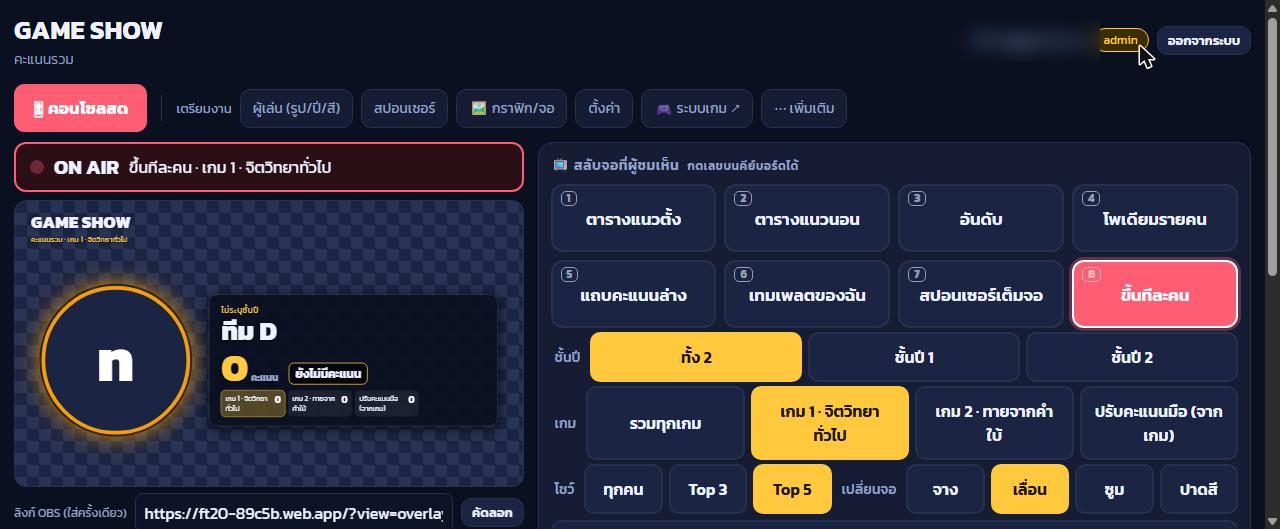 GAME SHOW
คะแนนรวม
admin
ออกจากระบบ
คอนโซลสด
เตรียมงาน
ผู้เล่น (รูป/ปี/สี)
สปอนเซอร์
กราฟิก/จอ
ตั้งค่า
ระบบเกม ↗
⋯ เพิ่มเติม
ON AIR ขึ้นทีละคน · เกม 1 · จิตวิทยาทั่วไป
GAME SHOW
คะแนนรวม · เกม 1 · จิตวิทยาทั่วไป
n
ไม่ระบุชั้นปี
ทีม D
0 คะแนน ยังไม่มีคะแนน
เกม 1 · จิตวิทยาทั่วไป 0
เกม 2 · ทายจากคำใบ้ 0
ปรับคะแนนมือ (จากเกม) 0
ลิงก์ OBS (ใส่ครั้งเดียว) https://ft20-89c5b.web.app/?view=overlay คัดลอก
สลับจอที่ผู้ชมเห็น กดเลขบนคีย์บอร์ดได้
1 ตารางแนวตั้ง
2 ตารางแนวนอน
3 อันดับ
4 โพเดียมรายคน
5 แถบคะแนนล่าง
6 เทมเพลตของฉัน
7 สปอนเซอร์เต็มจอ
8 ขึ้นทีละคน
ชั้นปี ทั้ง 2 ชั้นปี 1 ชั้นปี 2
เกม รวมทุกเกม
เกม 1 · จิตวิทยา
ทั่วไป
เกม 2 · ทายจากคำ
ใบ้
ปรับคะแนนมือ (จาก
เกม)
โชว์ ทุกคน Top 3 Top 5 เปลี่ยนจอ จาง เลื่อน ซูม ปาดสี